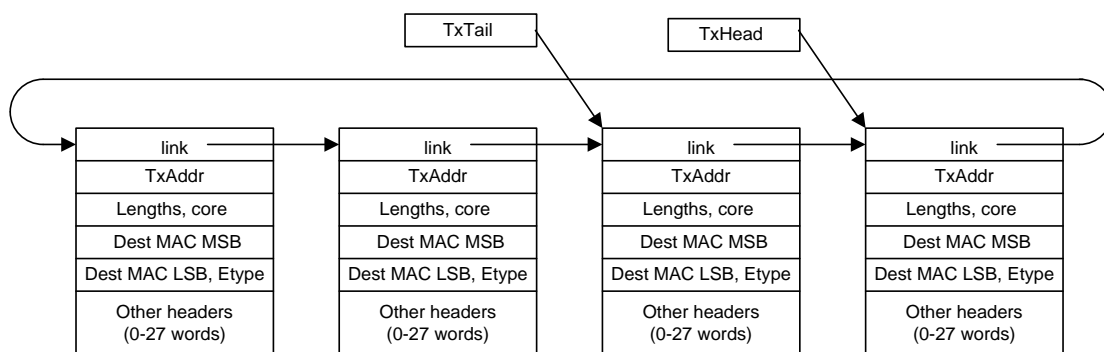 TxTail
TxHead
link
link
link
link
TxAddr
TxAddr
TxAddr
TxAddr
Lengths, core
Lengths, core
Lengths, core
Lengths, core
Dest MAC MSB
Dest MAC MSB
Dest MAC MSB
Dest MAC MSB
Dest MAC LSB, Etype
Dest MAC LSB, Etype
Dest MAC LSB, Etype
Dest MAC LSB, Etype
Other headers
(0-27 words)
Other headers
(0-27 words)
Other headers
(0-27 words)
Other headers
(0-27 words)